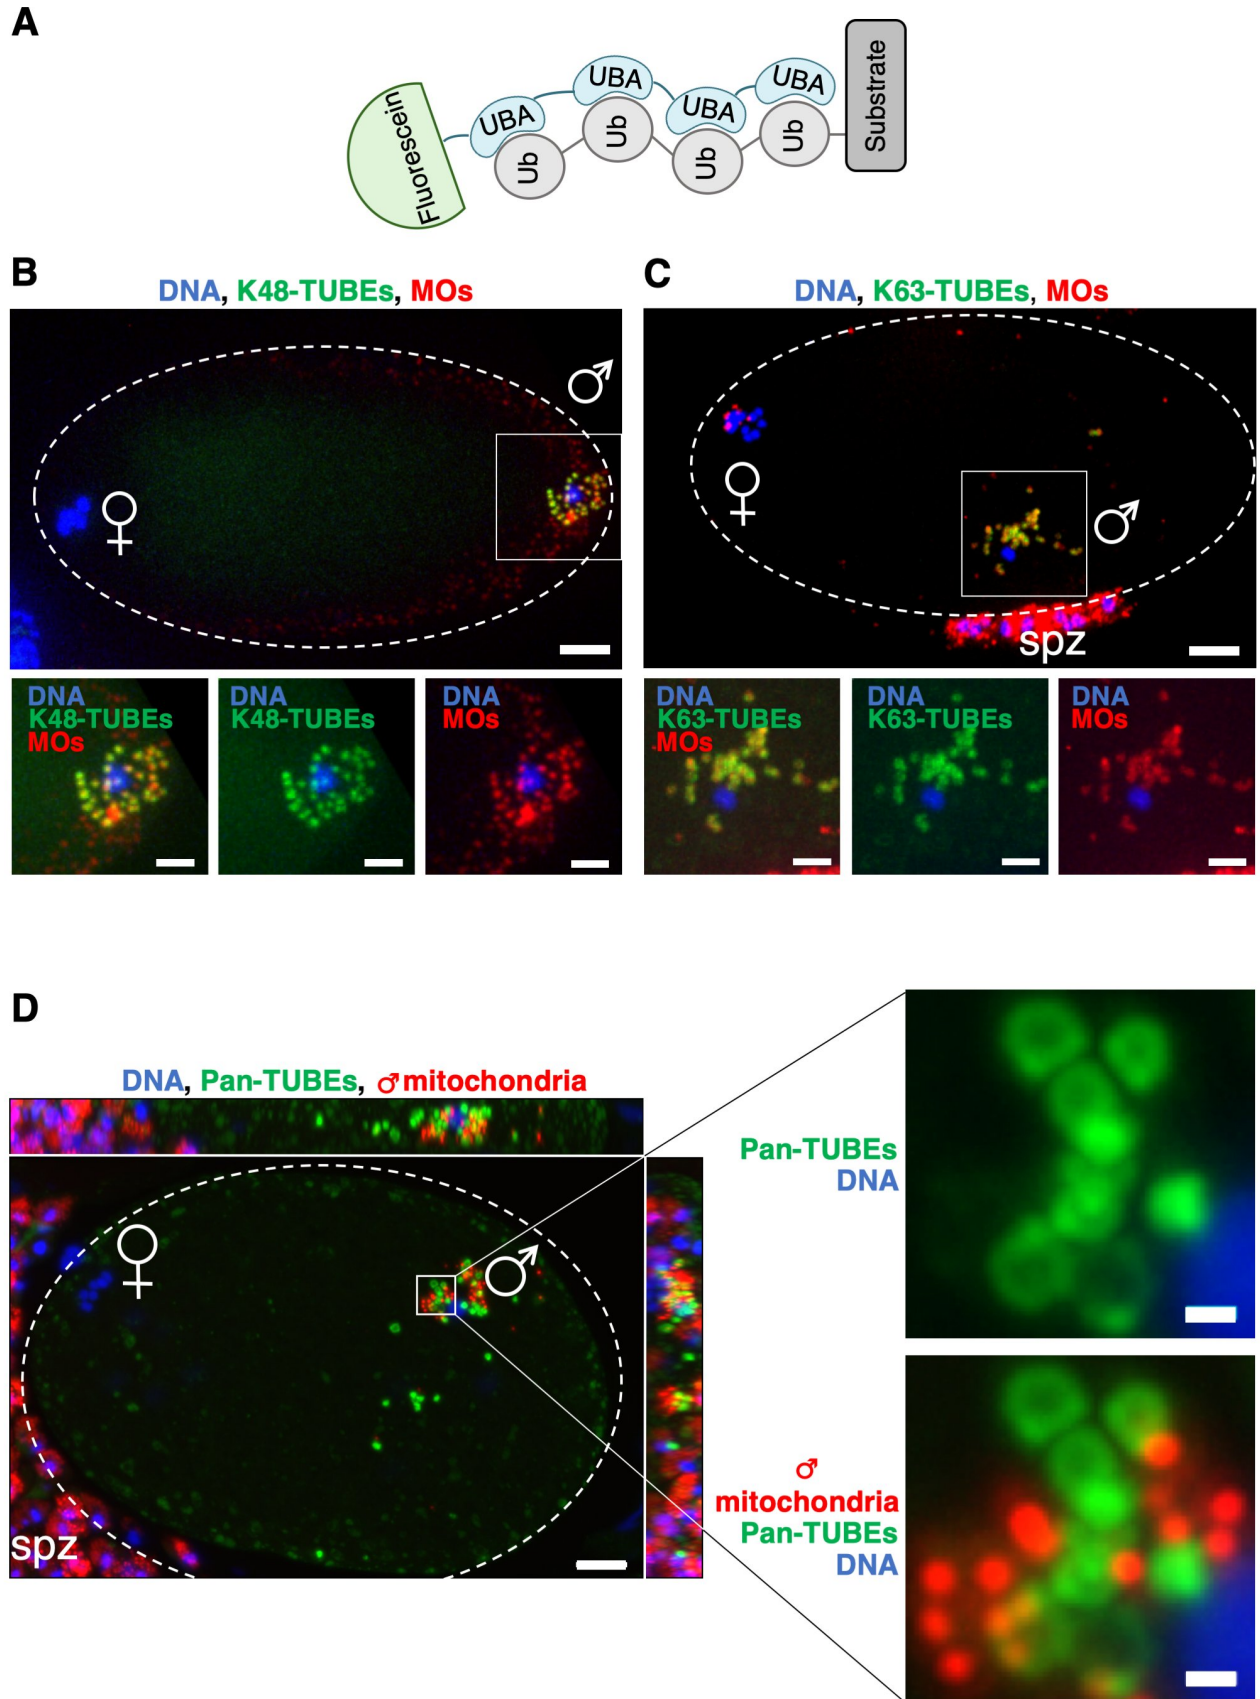 A
Fluorescein
UBA
UBA
UBA
UBA
Ub
Ub
Ub
Ub
Substrate
B
DNA, K48-TUBEs, MOs
♂
♀
DNA
K48-TUBEs
MOs
DNA
K48-TUBEs
DNA
MOs
C
DNA, K63-TUBEs, MOs
♀
♂
spz
DNA
K63-TUBEs
MOs
DNA
K63-TUBEs
DNA
MOs
D
DNA, Pan-TUBEs, ♂mitochondria
♀
♂
spz
Pan-TUBEs
DNA
♂
mitochondria
Pan-TUBEs
DNA